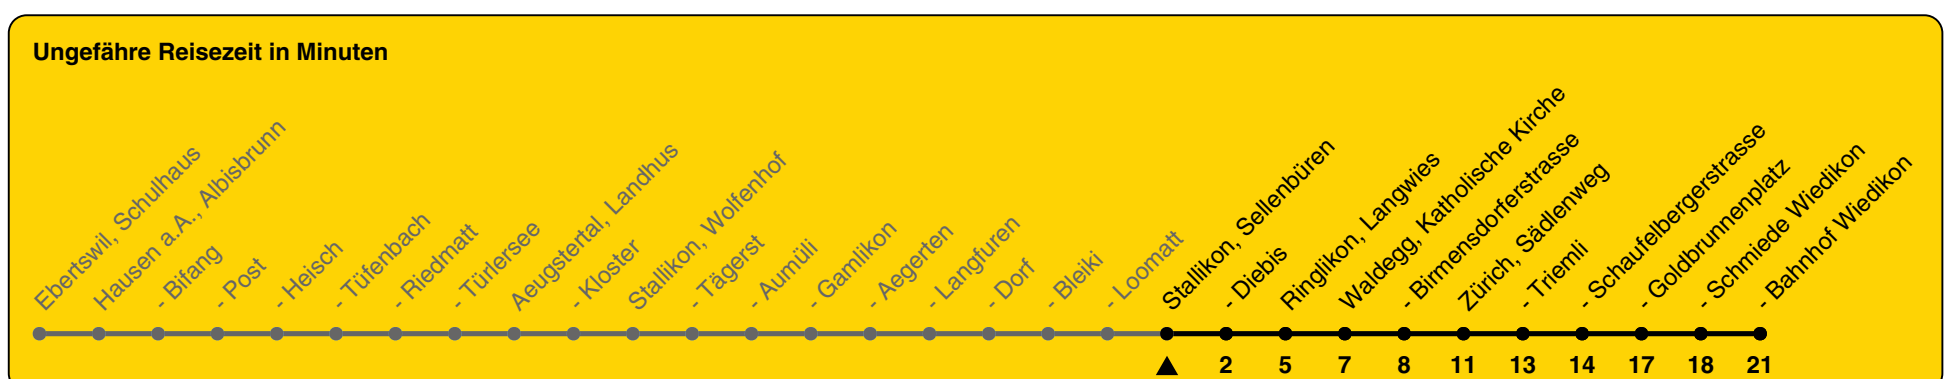 Ungefähre Reisezeit in Minuten
Ebertswil, Schulhaus
Hausen a.A., Albisbrunn
- Bifang
- Post
- Heisch
- Tüfenbach
- Riedmatt
- Türlersee
Aeugstertal, Landhus
- Kloster
Stallikon, Wolfenhof
- Tägerst
- Aumüli
- Gamlikon
- Aegerten
- Langfuren
- Dorf
- Bleiki
- Loomatt
Stallikon, Sellenbüren
- Diebis
Ringlikon, Langwies
Waldegg, Katholische Kirche
- Birmensdorferstrasse
Zürich, Sädlenweg
- Triemli
- Schaufelbergerstrasse
- Goldbrunnenplatz
- Schmiede Wiedikon
- Bahnhof Wiedikon
2 5 7 8 11 13 14 17 18 21